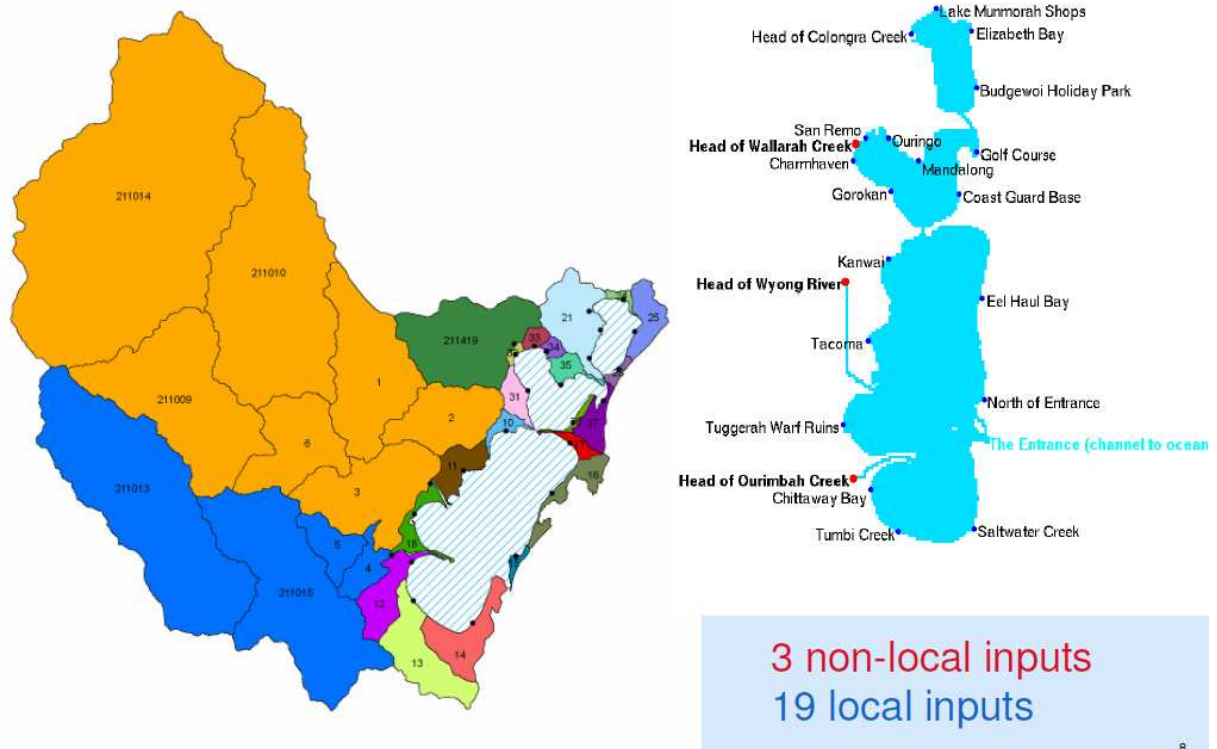 211014
211010
211009
211419
1
2
6
3
211013
5
4
211015
21
25
33
34
35
31
10
11
37
16
18
12
13
14
Lake Munmorah Shops
Head of Colongra Creek
Elizabeth Bay
Budgewoi Holiday Park
San Remo
Ouringo
Head of Wallarah Creek
Golf Course
Charmhaven
Mandalong
Gorokan
Coast Guard Base
Kanwai
Head of Wyong River
Eel Haul Bay
Tacoma
North of Entrance
Tuggerah Warf Ruins
The Entrance (channel to ocean
Head of Ourimbah Creek
Chittaway Bay
Tumbi Creek
Saltwater Creek
3 non-local inputs
19 local inputs
8